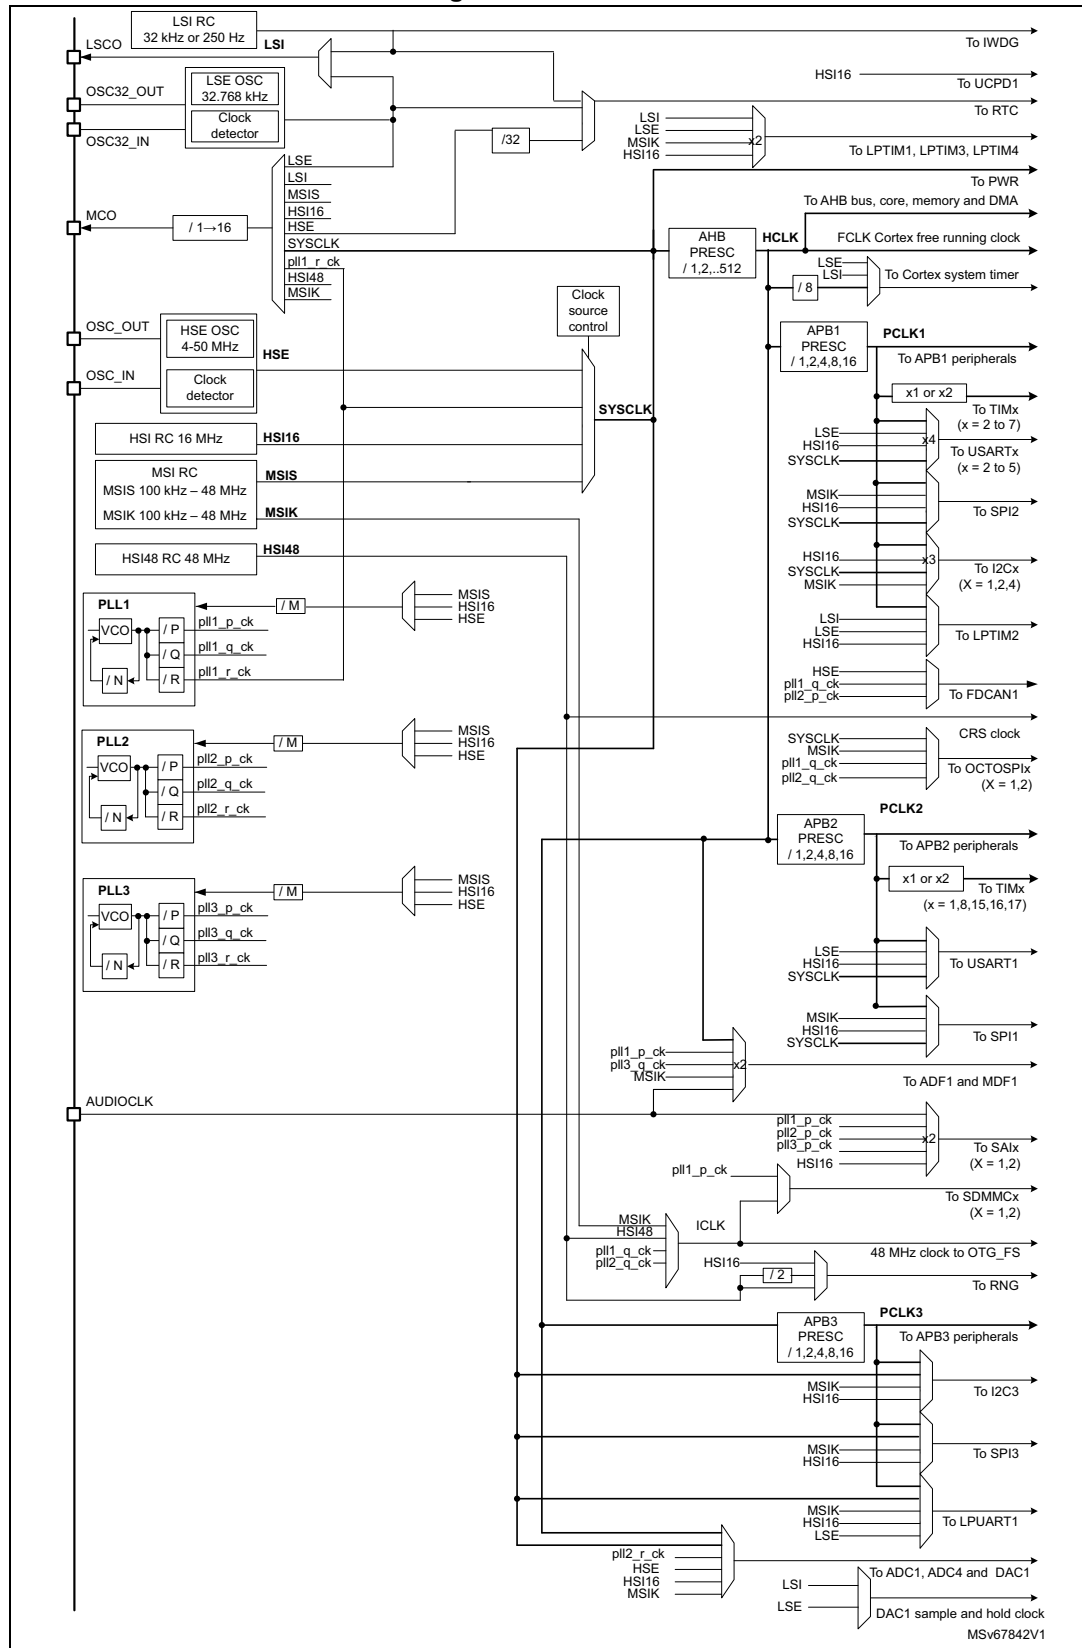 LSI RC
32 kHz or 250 Hz
LSCO
LSI
To IWDG
OSC32_OUT
LSE OSC
32.768 kHz
Clock
detector
OSC32_IN
HSI16
To UCPD1
To RTC
/32
LSI
LSE
MSIK
HSI16
x2
To LPTIM1, LPTIM3, LPTIM4
To PWR
MCO
/ 1→16
LSE
LSI
MSIS
HSI16
HSE
SYSCLK
pll1_r_ck
HSI48
MSIK
AHB
PRESC
/ 1,2,..512
HCLK
To AHB bus, core, memory and DMA
FCLK Cortex free running clock
LSE
LSI
/ 8
To Cortex system timer
Clock
source
control
OSC_OUT
HSE OSC
4-50 MHz
HSE
OSC_IN
Clock
detector
SYSCLK
HSI RC 16 MHz
HSI16
MSI RC
MSIS 100 kHz – 48 MHz
MSIK 100 kHz – 48 MHz
MSIS
MSIK
HSI48 RC 48 MHz
HSI48
APB1
PRESC
/ 1,2,4,8,16
PCLK1
To APB1 peripherals
x1 or x2
To TIMx
(x = 2 to 7)
LSE
HSI16
SYSCLK
x4
To USARTx
(x = 2 to 5)
MSIK
HSI16
SYSCLK
To SPI2
HSI16
SYSCLK
MSIK
x3
To I2Cx
(X = 1,2,4)
LSI
LSE
HSI16
To LPTIM2
HSE
pll1_q_ck
pll2_p_ck
To FDCAN1
CRS clock
SYSCLK
MSIK
pll1_q_ck
pll2_q_ck
To OCTOSPIx
(X = 1,2)
PLL1
VCO
/ N
/ P
/ Q
/ R
pll1_p_ck
pll1_q_ck
pll1_r_ck
/ M
MSIS
HSI16
HSE
PLL2
VCO
/ N
/ P
/ Q
/ R
pll2_p_ck
pll2_q_ck
pll2_r_ck
/ M
MSIS
HSI16
HSE
PLL3
VCO
/ N
/ P
/ Q
/ R
pll3_p_ck
pll3_q_ck
pll3_r_ck
/ M
MSIS
HSI16
HSE
APB2
PRESC
/ 1,2,4,8,16
PCLK2
To APB2 peripherals
x1 or x2
To TIMx
(x = 1,8,15,16,17)
LSE
HSI16
SYSCLK
To USART1
MSIK
HSI16
SYSCLK
To SPI1
pll1_p_ck
pll3_q_ck
MSIK
x2
To ADF1 and MDF1
AUDIOCLK
pll1_p_ck
pll2_p_ck
pll3_p_ck
HSI16
x2
To SAIx
(X = 1,2)
pll1_p_ck
To SDMMCx
(X = 1,2)
MSIK
HSI48
pll1_q_ck
pll2_q_ck
ICLK
48 MHz clock to OTG_FS
HSI16
/ 2
To RNG
APB3
PRESC
/ 1,2,4,8,16
PCLK3
To APB3 peripherals
MSIK
HSI16
To I2C3
MSIK
HSI16
To SPI3
MSIK
HSI16
LSE
To LPUART1
pll2_r_ck
HSE
HSI16
MSIK
To ADC1, ADC4 and DAC1
LSI
LSE
DAC1 sample and hold clock
MSv67842V1